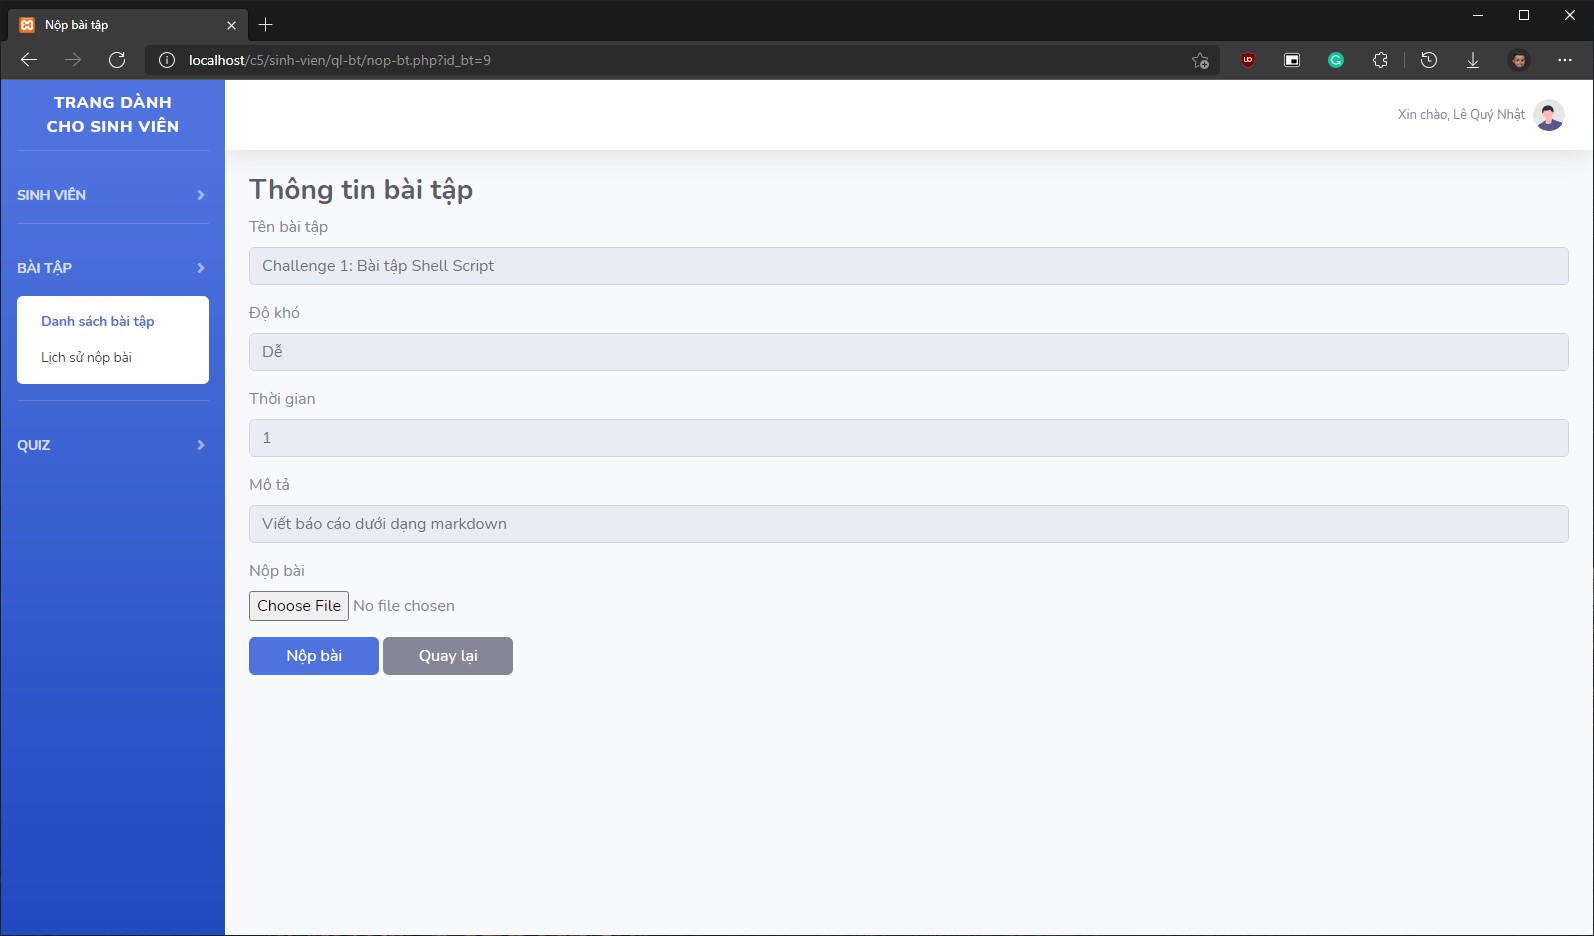 Nộp bài tập
localhost/c5/sinh-vien/ql-bt/nop-bt.php?id_bt=9
TRANG DÀNH
CHO SINH VIÊN
SINH VIÊN
BÀI TẬP
Danh sách bài tập
Lịch sử nộp bài
QUIZ
Xin chào, Lê Quý Nhật
Thông tin bài tập
Tên bài tập
Challenge 1: Bài tập Shell Script
Độ khó
Dễ
Thời gian
1
Mô tả
Viết báo cáo dưới dạng markdown
Nộp bài
Choose File No file chosen
Nộp bài Quay lại